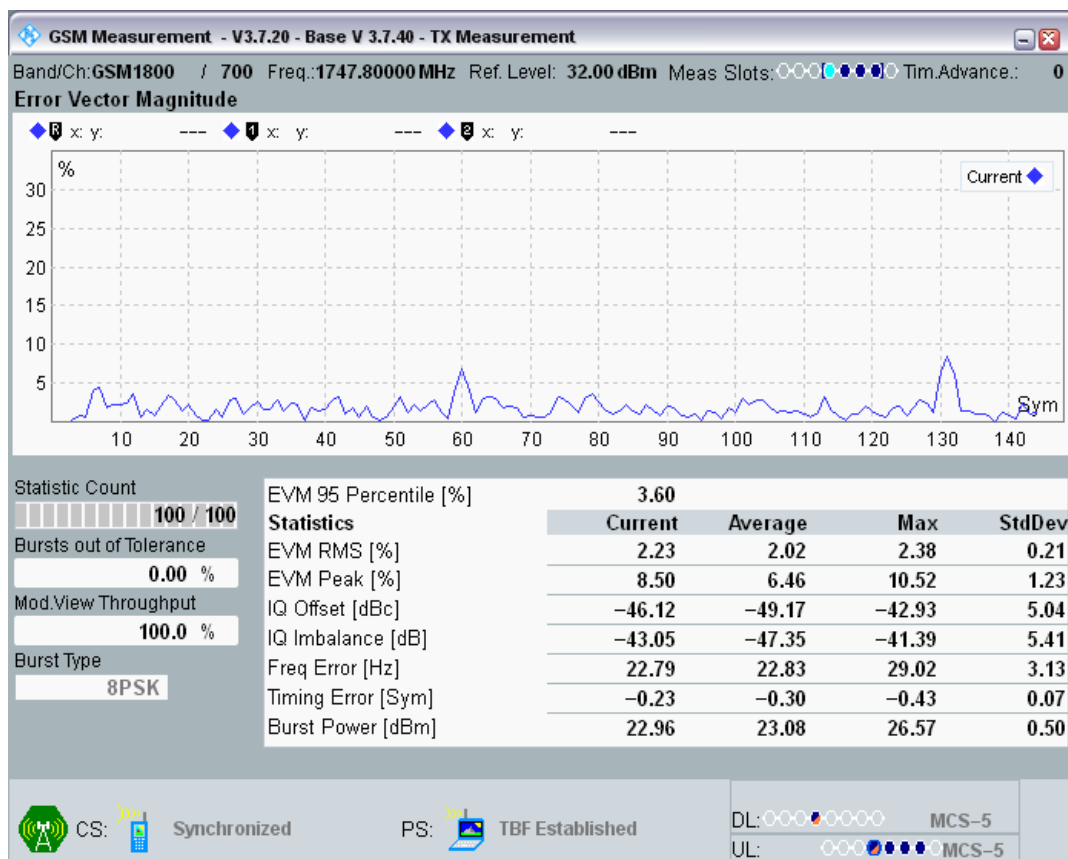 GSM Measurement - V3.7.20 - Base V 3.7.40 - TX Measurement
Band/Ch:GSM1800 / 700 Freq.:1747.80000 MHz Ref. Level: 32.00 dBm Meas Slots: Tim.Advance.: 0
Error Vector Magnitude
R x: y: --- 1 x: y: --- 2 x: y: ---
%
Current
30
25
20
15
10
5
Sym
10 20 30 40 50 60 70 80 90 100 110 120 130 140
Statistic Count
100 / 100
Bursts out of Tolerance
0.00 %
Mod.View Throughput
100.0 %
Burst Type
8PSK
EVM 95 Percentile [%] 3.60
Statistics Current Average Max StdDev
EVM RMS [%] 2.23 2.02 2.38 0.21
EVM Peak [%] 8.50 6.46 10.52 1.23
IQ Offset [dBc] −46.12 −49.17 −42.93 5.04
IQ Imbalance [dB] −43.05 −47.35 −41.39 5.41
Freq Error [Hz] 22.79 22.83 29.02 3.13
Timing Error [Sym] −0.23 −0.30 −0.43 0.07
Burst Power [dBm] 22.96 23.08 26.57 0.50
CS: Synchronized PS: TBF Established
DL: MCS−5
UL: MCS−5